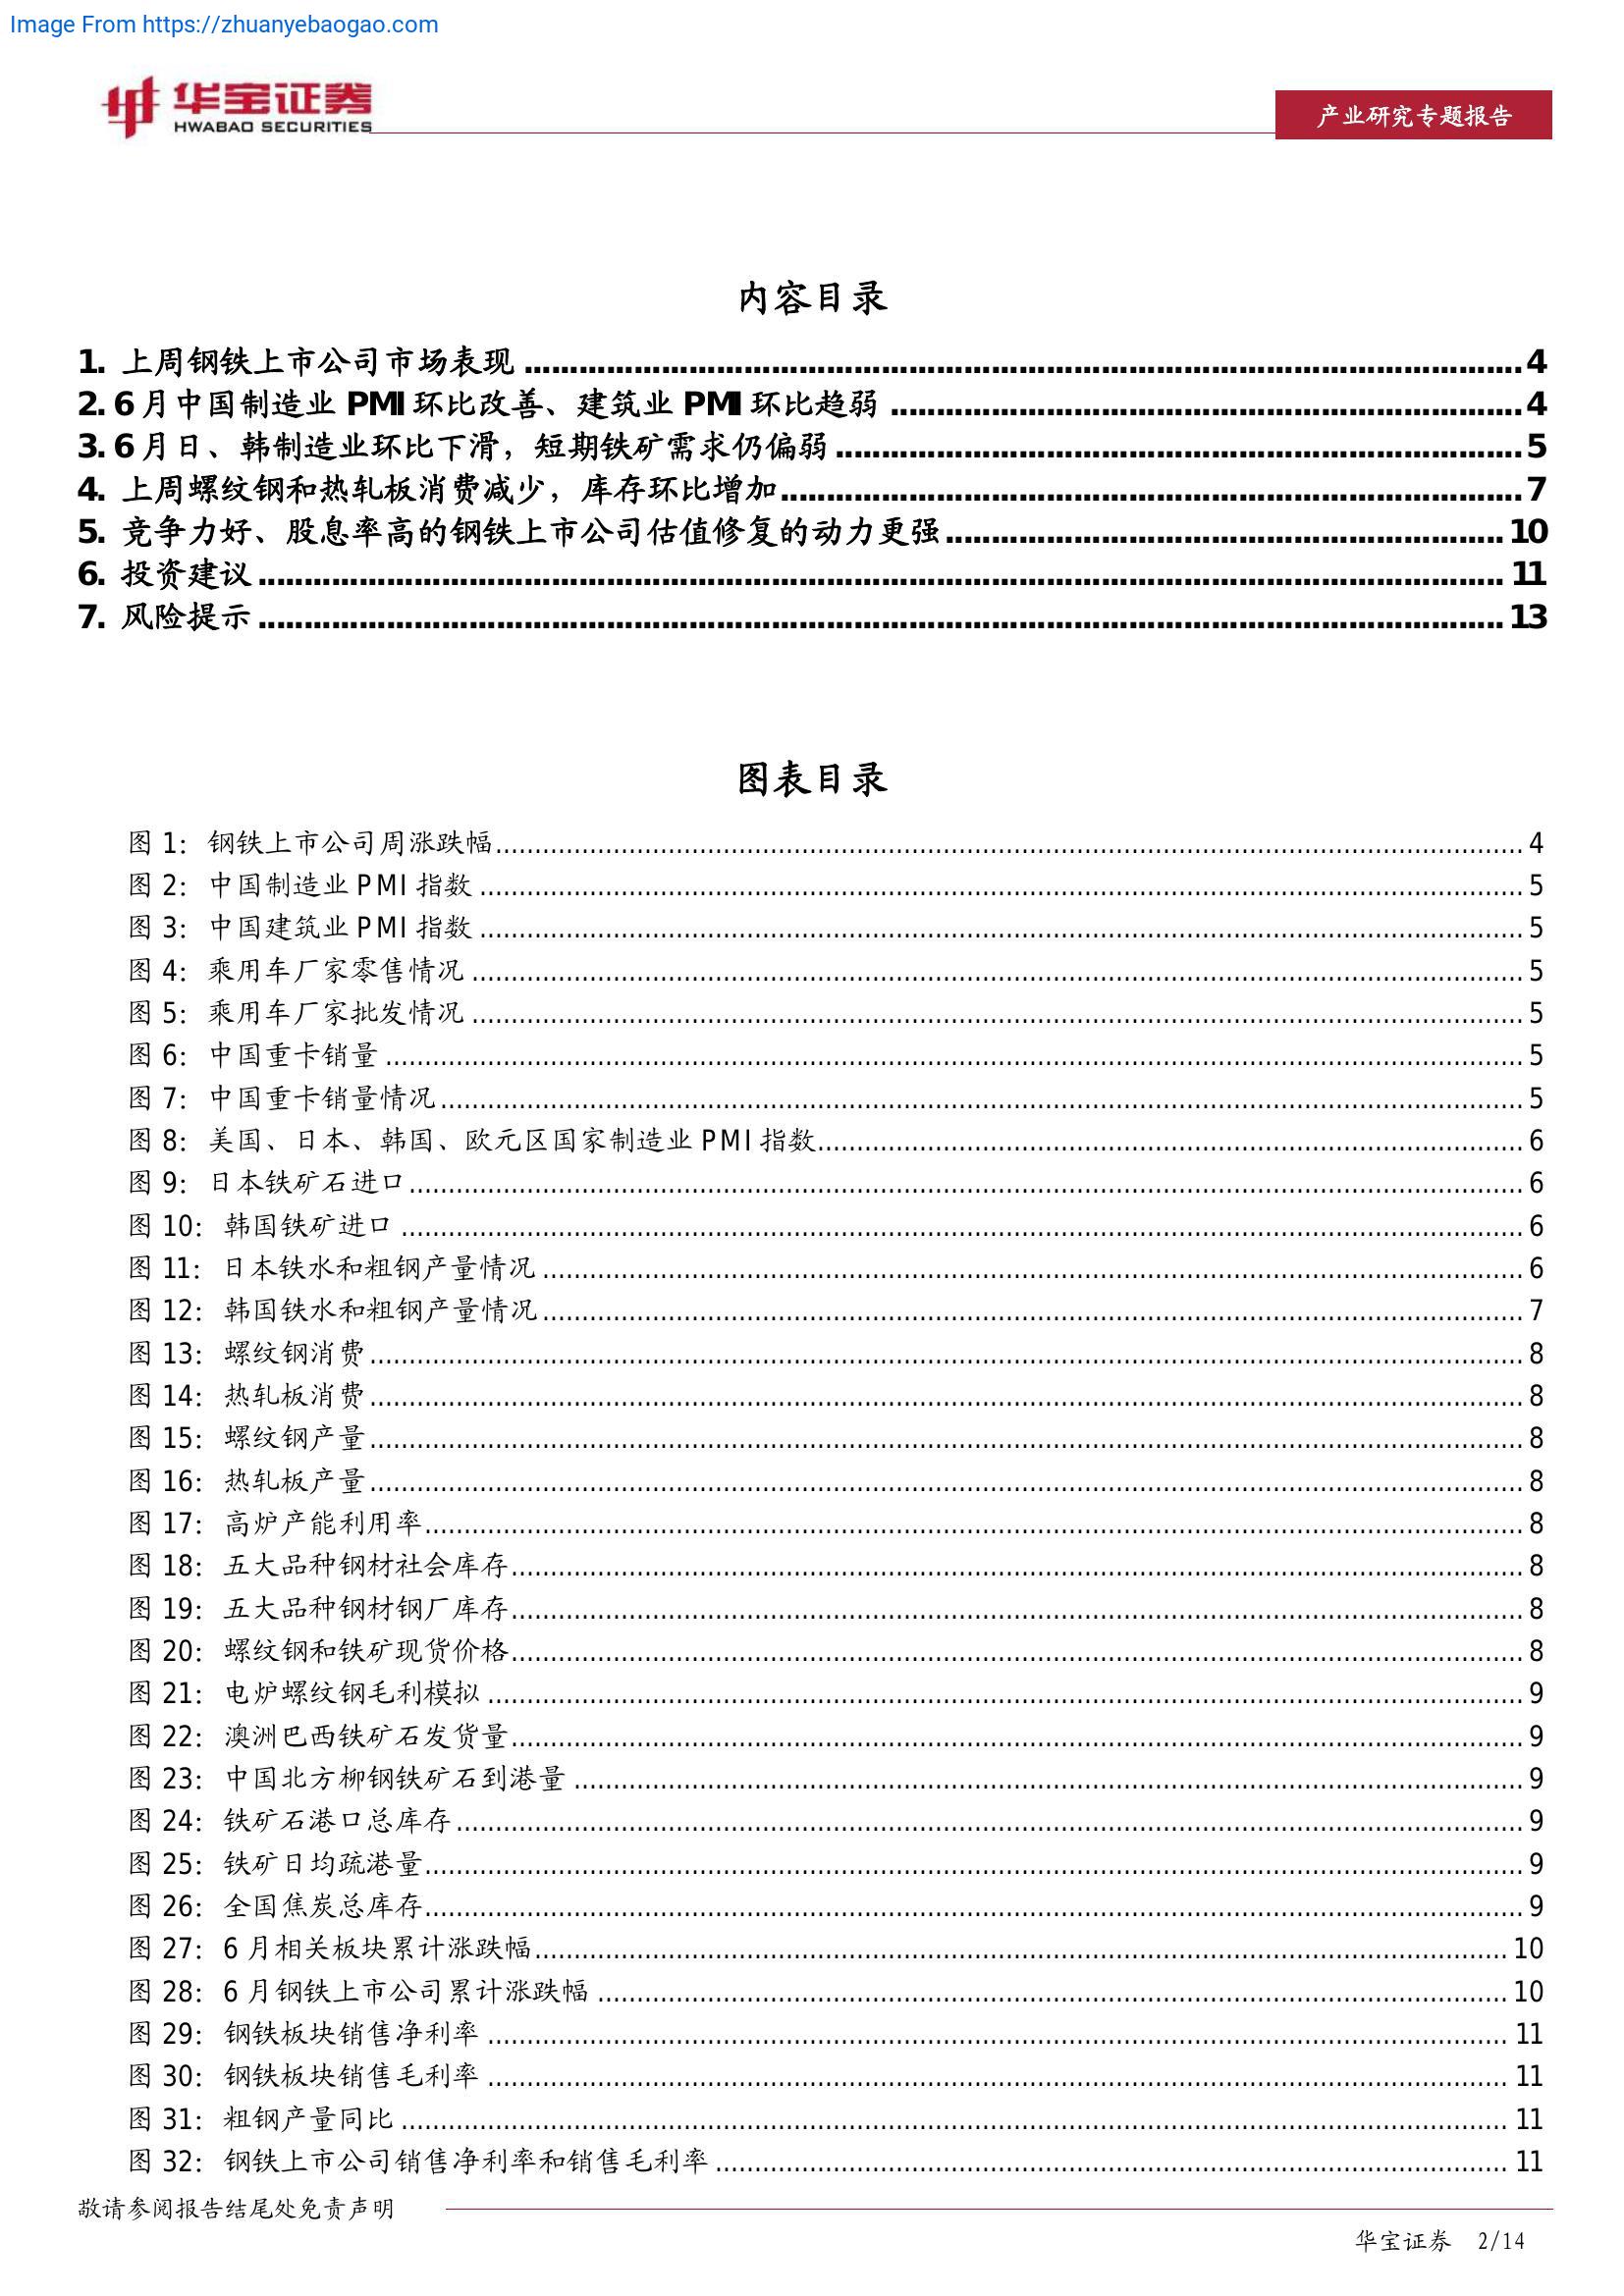 Image From https://zhuanyebaogao.com
华宝证券
HWABAO SECURITIES
产业研究专题报告
内容目录
1. 上周钢铁上市公司市场表现 4
2. 6 月中国制造业 PMI 环比改善、建筑业 PMI 环比趋弱 4
3. 6 月日、韩制造业环比下滑，短期铁矿需求仍偏弱 5
4. 上周螺纹钢和热轧板消费减少，库存环比增加 7
5. 竞争力好、股息率高的钢铁上市公司估值修复的动力更强 10
6. 投资建议 11
7. 风险提示 13
图表目录
图 1: 钢铁上市公司周涨跌幅 4
图 2: 中国制造业 PMI 指数 5
图 3: 中国建筑业 PMI 指数 5
图 4: 乘用车厂家零售情况 5
图 5: 乘用车厂家批发情况 5
图 6: 中国重卡销量 5
图 7: 中国重卡销量情况 5
图 8: 美国、日本、韩国、欧元区国家制造业 PMI 指数 6
图 9: 日本铁矿石进口 6
图 10: 韩国铁矿进口 6
图 11: 日本铁水和粗钢产量情况 6
图 12: 韩国铁水和粗钢产量情况 7
图 13: 螺纹钢消费 8
图 14: 热轧板消费 8
图 15: 螺纹钢产量 8
图 16: 热轧板产量 8
图 17: 高炉产能利用率 8
图 18: 五大品种钢材社会库存 8
图 19: 五大品种钢材钢厂库存 8
图 20: 螺纹钢和铁矿现货价格 8
图 21: 电炉螺纹钢毛利模拟 9
图 22: 澳洲巴西铁矿石发货量 9
图 23: 中国北方柳钢铁矿石到港量 9
图 24: 铁矿石港口总库存 9
图 25: 铁矿日均疏港量 9
图 26: 全国焦炭总库存 9
图 27: 6 月相关板块累计涨跌幅 10
图 28: 6 月钢铁上市公司累计涨跌幅 10
图 29: 钢铁板块销售净利率 11
图 30: 钢铁板块销售毛利率 11
图 31: 粗钢产量同比 11
图 32: 钢铁上市公司销售净利率和销售毛利率 11
敬请参阅报告结尾处免责声明
华宝证券 2/14